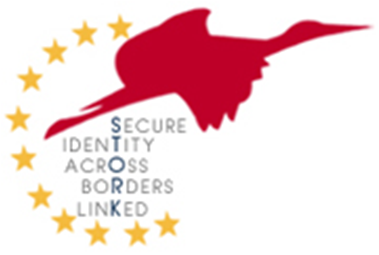 SECURE
IDENTITY
ACROSS
BORDERS
LINKED